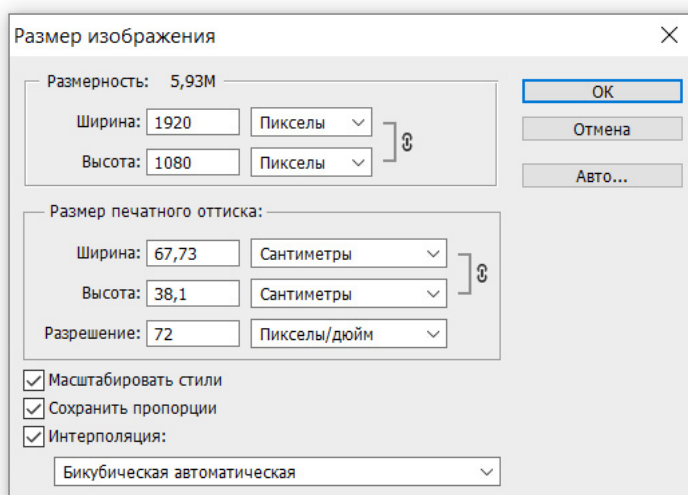 Размер изображения
Размерность: 5,93M
OK
Ширина: 1920 Пикселы
Отмена
Высота: 1080 Пикселы
Авто...
Размер печатного оттиска:
Ширина: 67,73 Сантиметры
Высота: 38,1 Сантиметры
Разрешение: 72 Пикселы/дюйм
Масштабировать стили
Сохранить пропорции
Интерполяция:
Бикубическая автоматическая